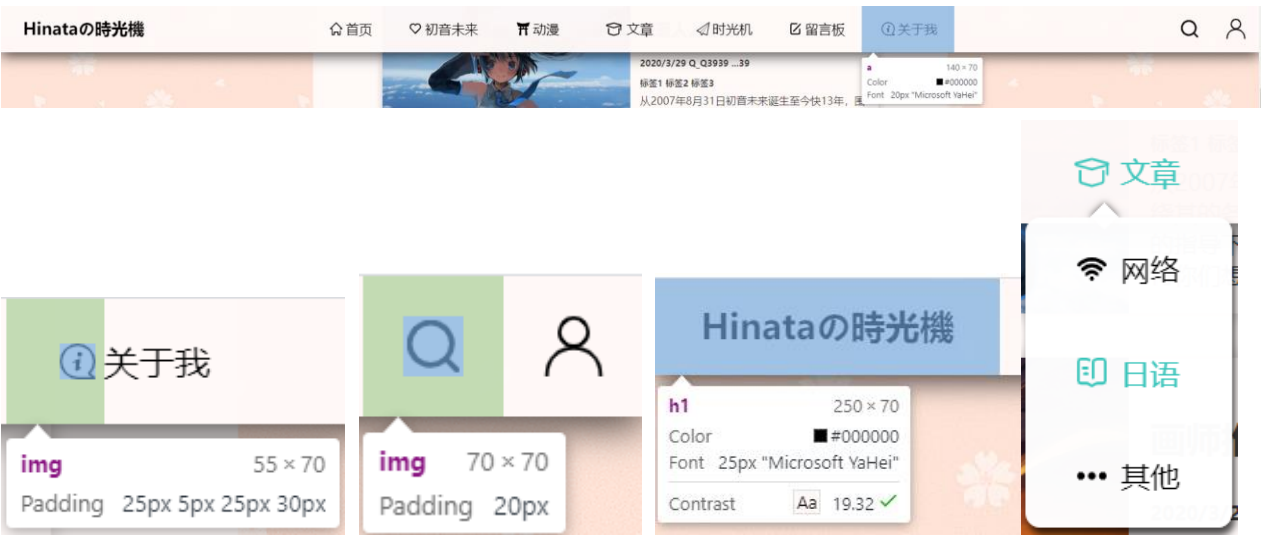 Hinataの時光機 首页 初音未来 动漫 文章 时光机 留言板 关于我
2020/3/29 Q_Q3939 ...39
标签1 标签2 标签3
从2007年8月31日初音未来诞生至今快13年，
a 140 × 70
Color #000000
Font 20px "Microsoft YaHei"
文章
网络
日语
其他
关于我
img 55 × 70
Padding 25px 5px 25px 30px
img 70 × 70
Padding 20px
Hinataの時光機
h1 250 × 70
Color #000000
Font 25px "Microsoft YaHei"
Contrast Aa 19.32